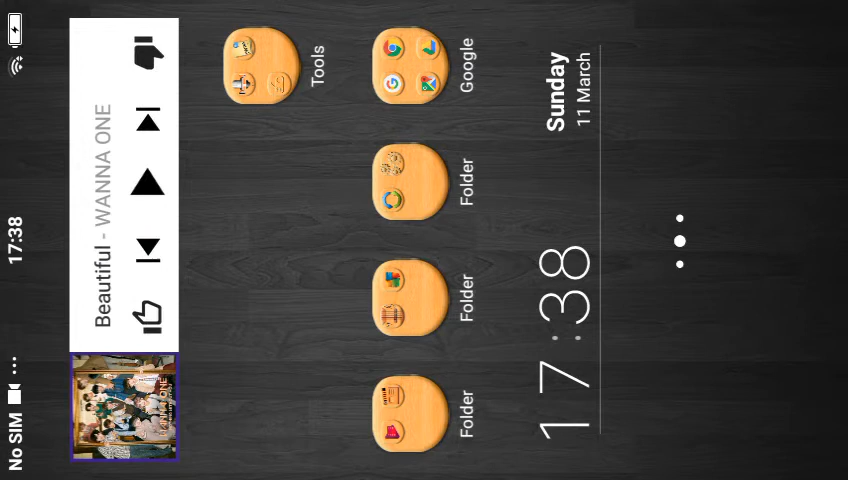 No SIM ... 17:38
Beautiful - WANNA ONE
Tools
Folder Folder Folder Google
17:38
Sunday
11 March